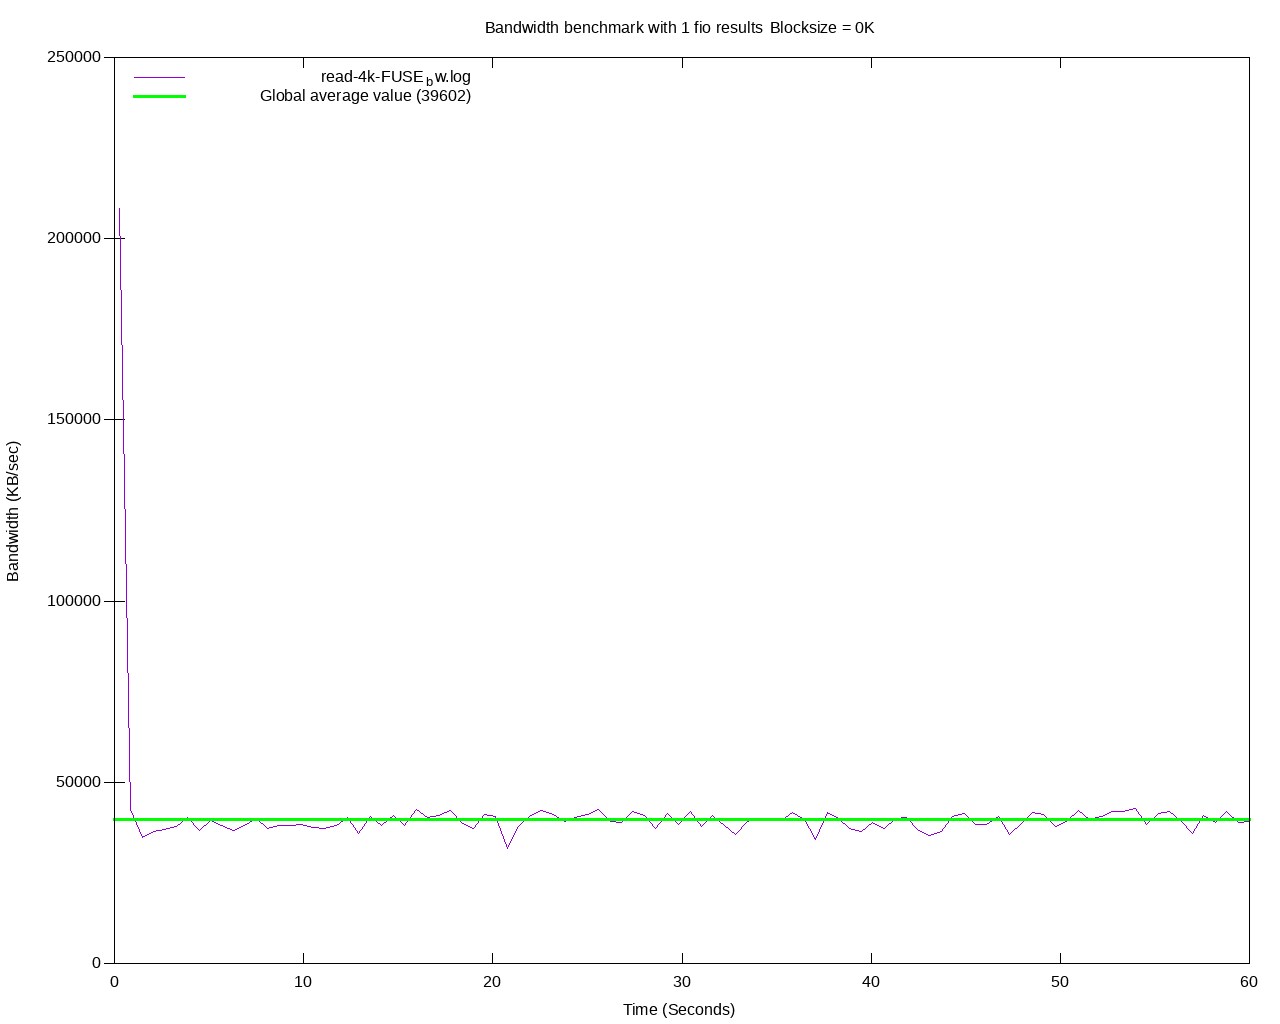 Bandwidth benchmark with 1 fio results Blocksize = 0K
250000
200000
150000
100000
50000
0
Bandwidth (KB/sec)
read-4k-FUSEbw.log
Global average value (39602)
0 10 20 30 40 50 60
Time (Seconds)